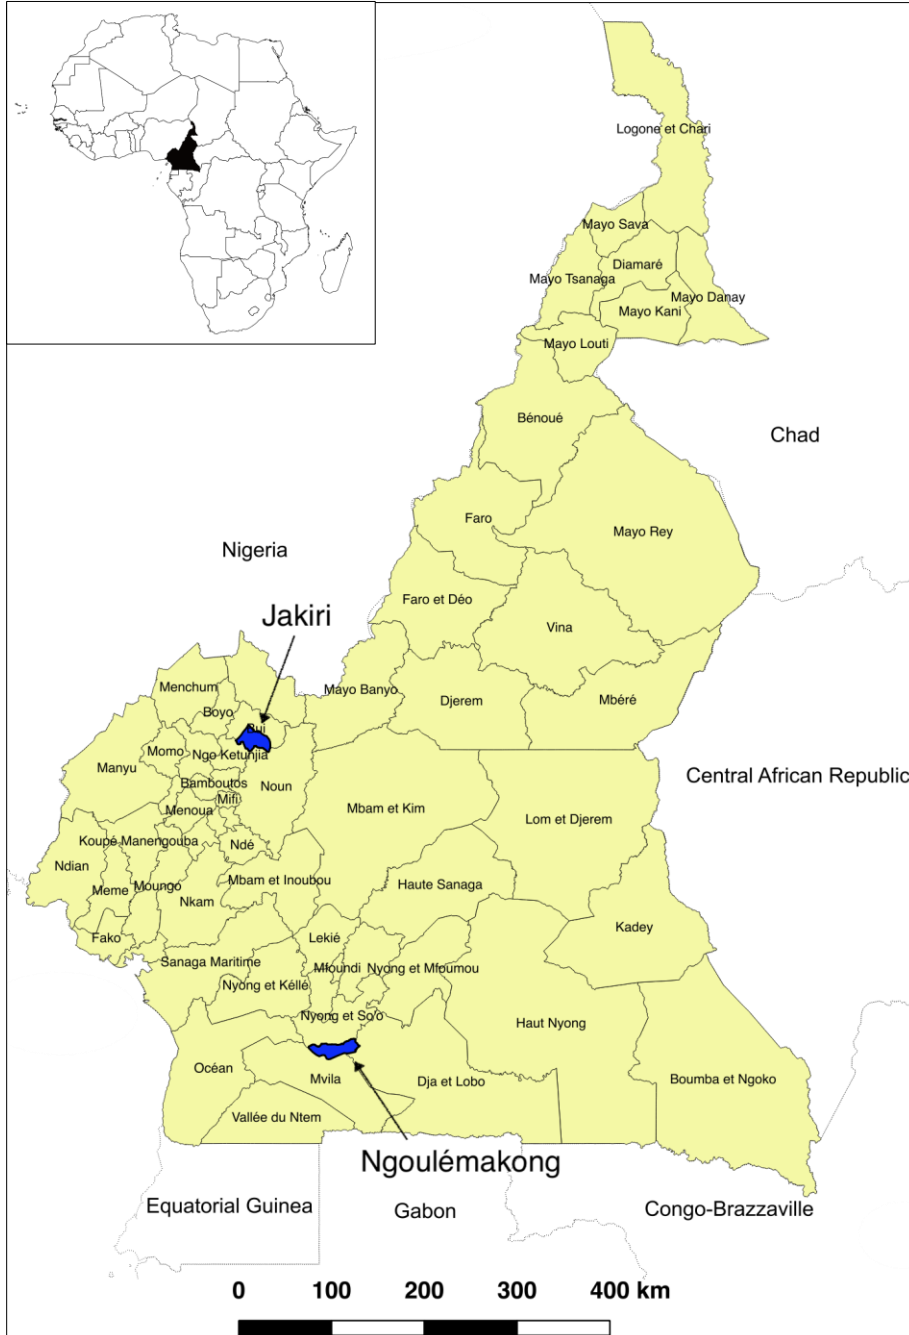 Logone et Chari
Mayo Sava
Diamaré
Mayo Tsanaga
Mayo Danay
Mayo Kani
Mayo Louti
Bénoué
Chad
Faro
Mayo Rey
Nigeria
Faro et Déo
Jakiri
Vina
Menchum
Mayo Banyo
Djerem
Mbéré
Boyo
Bui
Momo
Ngo Ketunjia
Manyu
Central African Republic
Bamboutos
Noun
Mifi
Menoua
Mbam et Kim
Lom et Djerem
Koupé Manengouba
Ndé
Ndian
Meme
Moungo
Mbam et Inoubou
Haute Sanaga
Nkam
Kadey
Fako
Lekié
Sanaga Maritime
Mfoundi
Nyong et Mfoumou
Nyong et Kéllé
Nyong et So'o
Haut Nyong
Océan
Mvila
Dja et Lobo
Boumba et Ngoko
Vallée du Ntem
Ngoulémakong
Equatorial Guinea
Gabon
Congo-Brazzaville
0 100 200 300 400 km